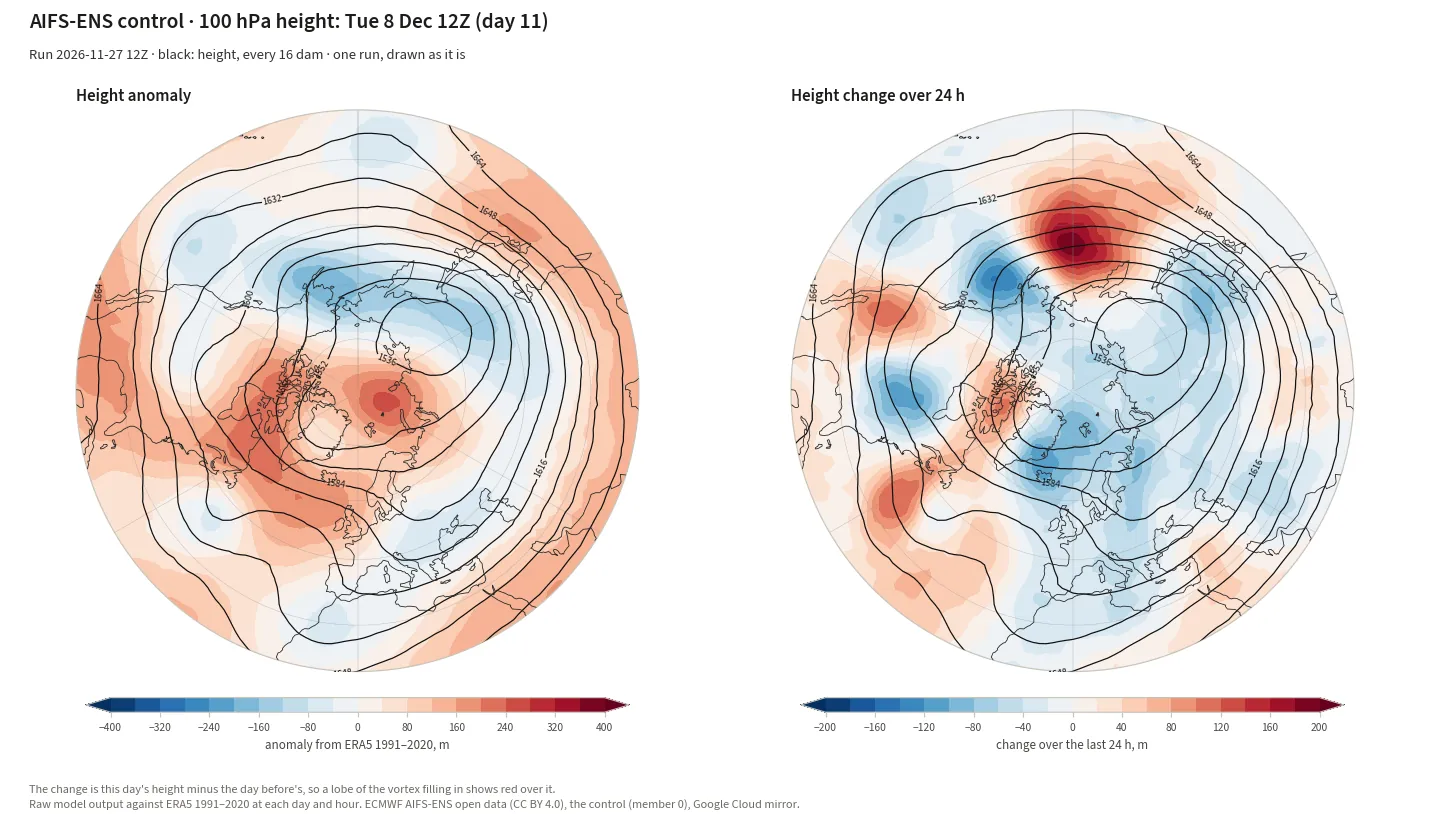 AIFS-ENS control · 100 hPa height: Tue 8 Dec 12Z (day 11)
Run 2026-11-27 12Z · black: height, every 16 dam · one run, drawn as it is
Height anomaly
Height change over 24 h
1664
1648
1632
1664
1600
1536
1552
1616
1584
1648
1664
1648
1632
1664
1600
1536
1552
1616
1584
1648
−400 −320 −240 −160 −80 0 80 160 240 320 400
anomaly from ERA5 1991–2020, m
−200 −160 −120 −80 −40 0 40 80 120 160 200
change over the last 24 h, m
The change is this day's height minus the day before's, so a lobe of the vortex filling in shows red over it.
Raw model output against ERA5 1991–2020 at each day and hour. ECMWF AIFS-ENS open data (CC BY 4.0), the control (member 0), Google Cloud mirror.